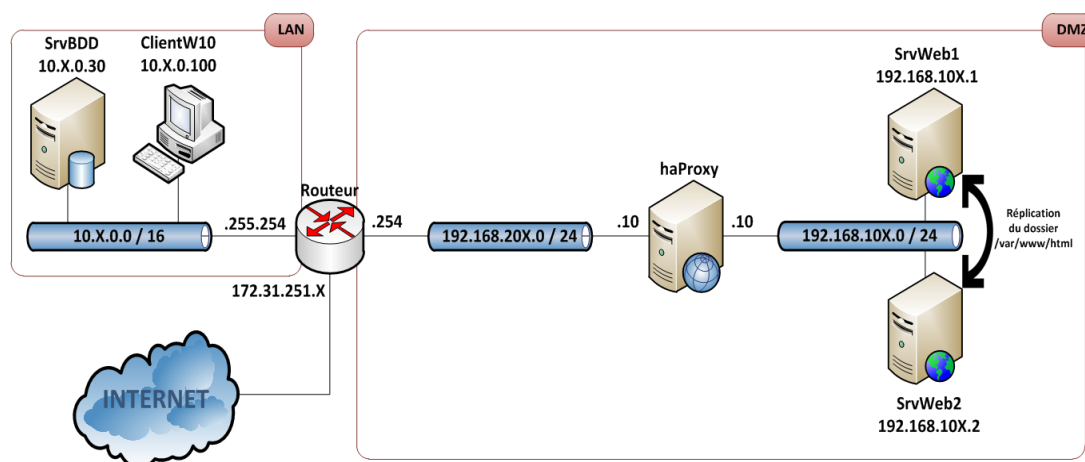 LAN
DMZ
SrvBDD
10.X.0.30
ClientW10
10.X.0.100
SrvWeb1
192.168.10X.1
haProxy
Routeur
10.X.0.0 / 16
.255.254
.254
192.168.20X.0 / 24
.10
.10
192.168.10X.0 / 24
Réplication
du dossier
/var/www/html
172.31.251.X
INTERNET
SrvWeb2
192.168.10X.2